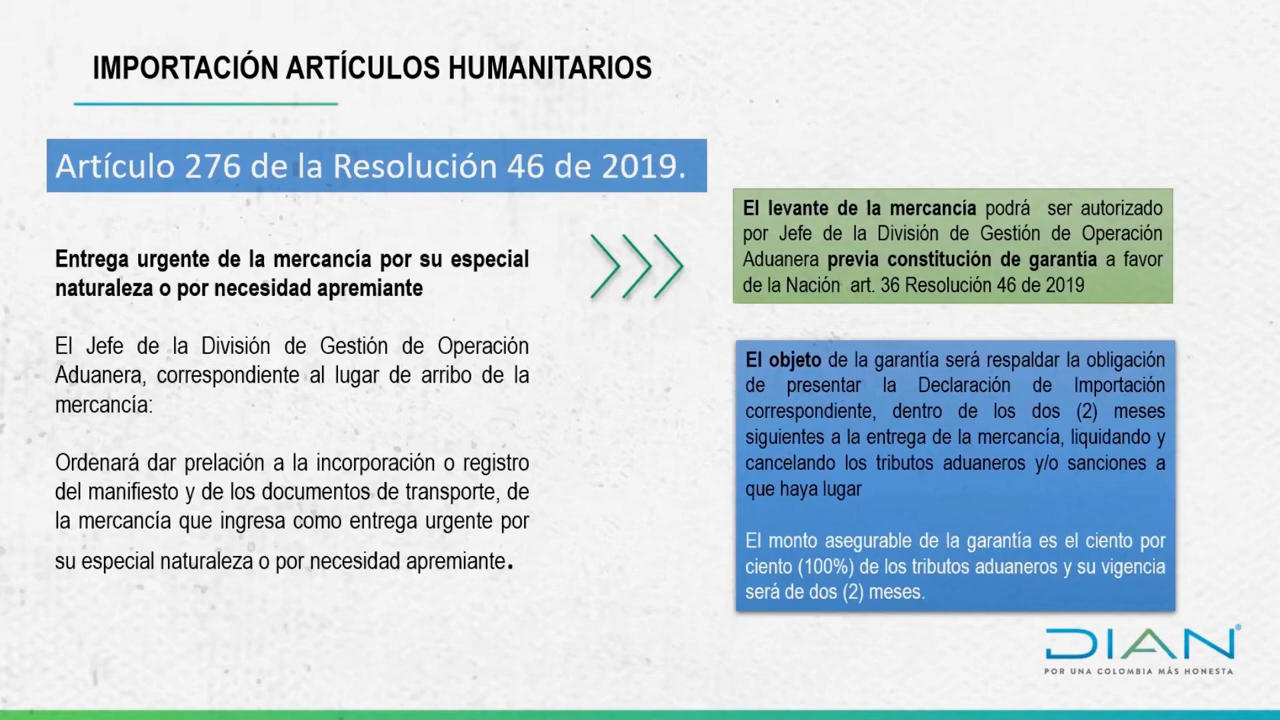 IMPORTACIÓN ARTÍCULOS HUMANITARIOS
Artículo 276 de la Resolución 46 de 2019.
Entrega urgente de la mercancía por su especial
naturaleza o por necesidad apremiante
El Jefe de la División de Gestión de Operación
Aduanera, correspondiente al lugar de arribo de la
mercancía:
Ordenará dar prelación a la incorporación o registro
del manifiesto y de los documentos de transporte, de
la mercancía que ingresa como entrega urgente por
su especial naturaleza o por necesidad apremiante.
El levante de la mercancía podrá ser autorizado
por Jefe de la División de Gestión de Operación
Aduanera previa constitución de garantía a favor
de la Nación art. 36 Resolución 46 de 2019
El objeto de la garantía será respaldar la obligación
de presentar la Declaración de Importación
correspondiente, dentro de los dos (2) meses
siguientes a la entrega de la mercancía, liquidando y
cancelando los tributos aduaneros y/o sanciones a
que haya lugar
El monto asegurable de la garantía es el ciento por
ciento (100%) de los tributos aduaneros y su vigencia
será de dos (2) meses.
DIAN®
POR UNA COLOMBIA MÁS HONESTA